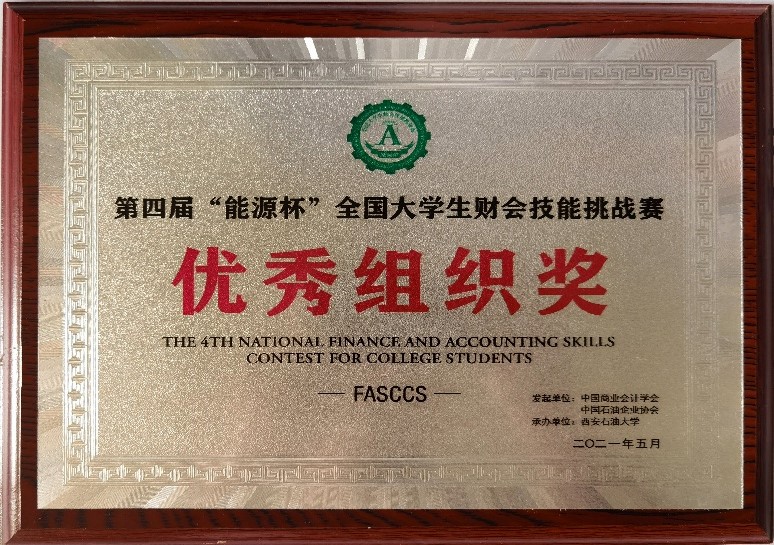 A
第四届“能源杯”全国大学生财会技能挑战赛
优秀组织奖
THE 4TH NATIONAL FINANCE AND ACCOUNTING SKILLS
CONTEST FOR COLLEGE STUDENTS
— FASCCS —
发起单位：中国商业会计学会
中国石油企业协会
承办单位：西安石油大学
二〇二一年五月